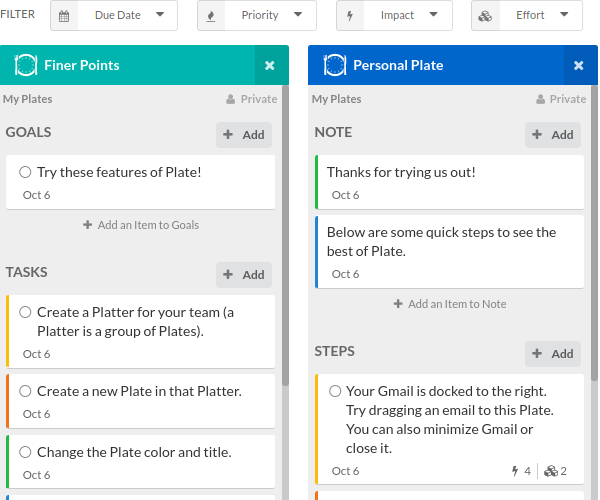 FILTER
Due Date
Priority
Impact
Effort
Finer Points
My Plates
Private
GOALS
Add
Try these features of Plate!
Oct 6
Add an Item to Goals
TASKS
Add
Create a Platter for your team (a
Platter is a group of Plates).
Oct 6
Create a new Plate in that Platter.
Oct 6
Change the Plate color and title.
Oct 6
Personal Plate
My Plates
Private
NOTE
Add
Thanks for trying us out!
Oct 6
Below are some quick steps to see the
best of Plate.
Oct 6
Add an Item to Note
STEPS
Add
Your Gmail is docked to the right.
Try dragging an email to this Plate.
You can also minimize Gmail or
close it.
Oct 6
4
2